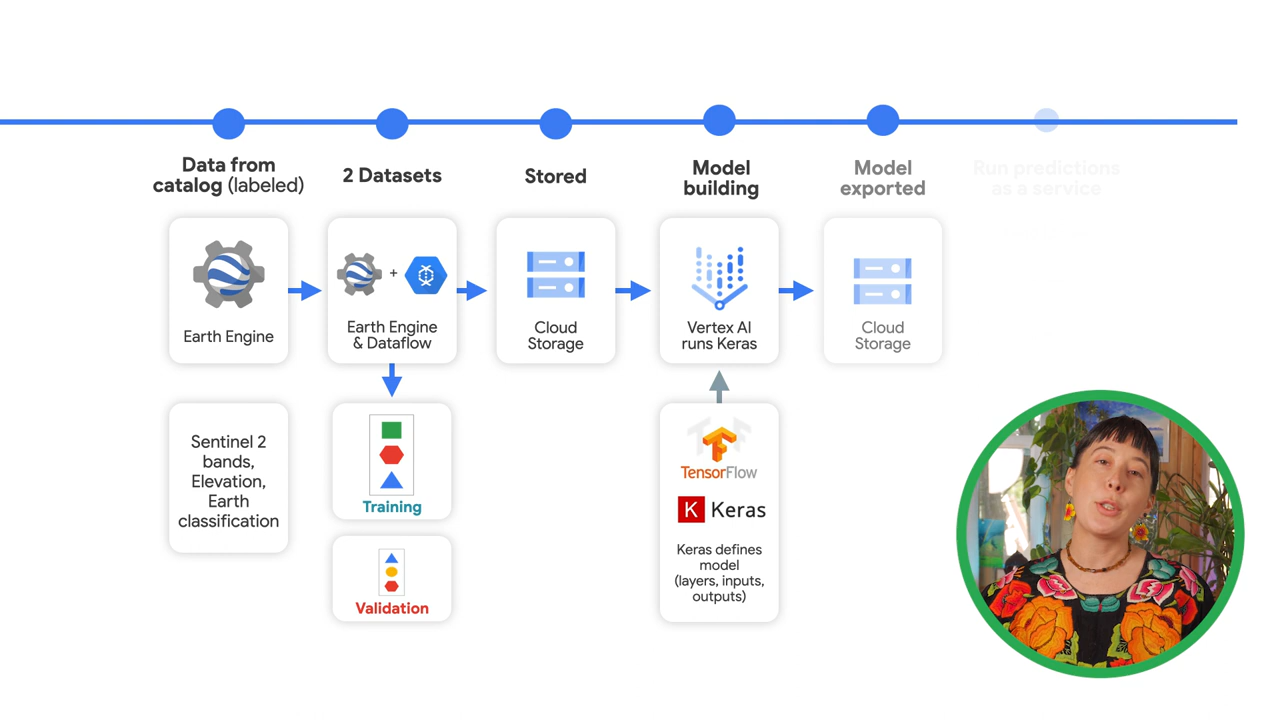 Data from
catalog (labeled)
2 Datasets
Stored
Model
building
Model
exported
Run predictions
as a service
Earth Engine
+
Earth Engine
& Dataflow
Cloud
Storage
Vertex AI
runs Keras
Cloud
Storage
Sentinel 2
bands,
Elevation,
Earth
classification
Training
Validation
TensorFlow
K Keras
Keras defines
model
(layers, inputs,
outputs)